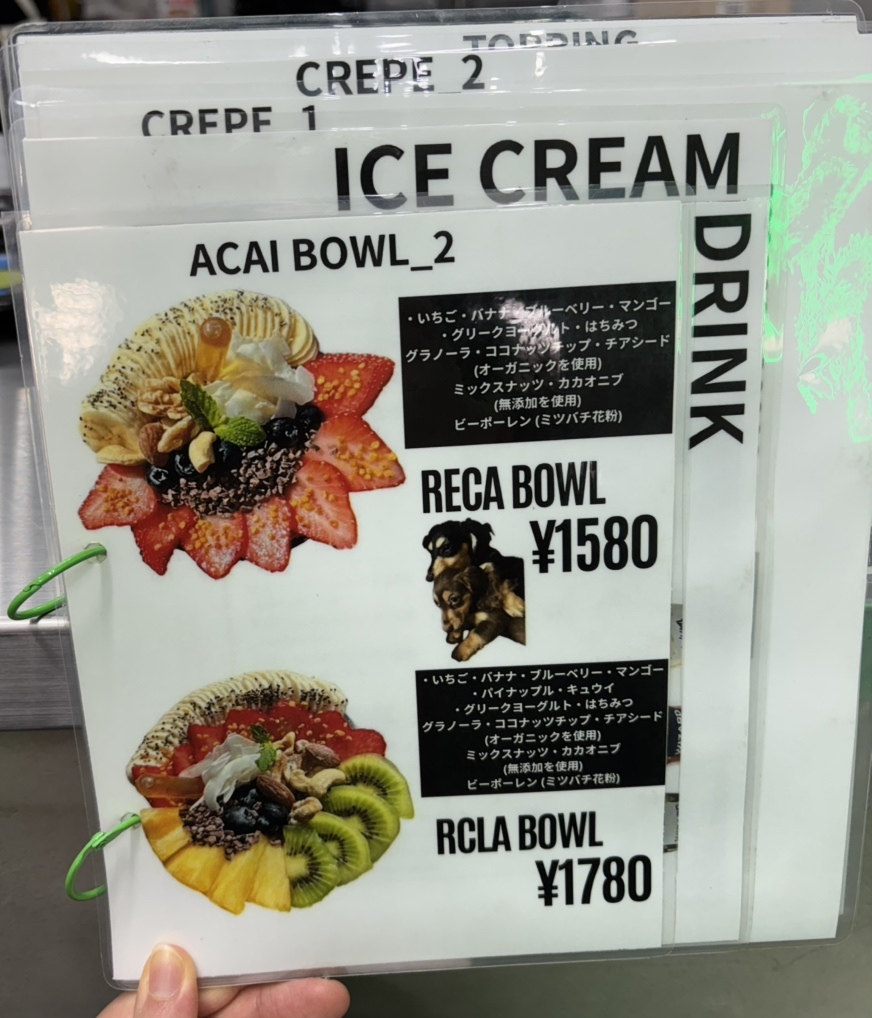 TOPPING
CREPE_2
CREPE_1
ICE CREAM
DRINK
ACAI BOWL_2
・いちご・バナナ・ブルーベリー・マンゴー
・グリークヨーグルト・はちみつ
グラノーラ・ココナッツチップ・チアシード
(オーガニックを使用)
ミックスナッツ・カカオニブ
(無添加を使用)
ビーポーレン (ミツバチ花粉)
RECA BOWL
¥1580
・いちご・バナナ・ブルーベリー・マンゴー
・パイナップル・キュウイ
・グリークヨーグルト・はちみつ
グラノーラ・ココナッツチップ・チアシード
(オーガニックを使用)
ミックスナッツ・カカオニブ
(無添加を使用)
ビーポーレン (ミツバチ花粉)
RCLA BOWL
¥1780